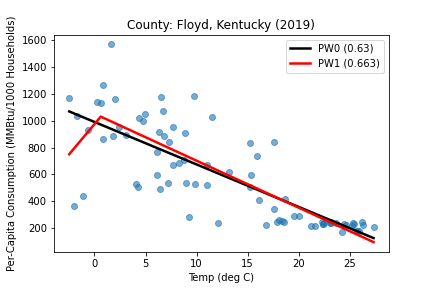 County: Floyd, Kentucky (2019)
Per-Capita Consumption (MMBtu/1000 Households)
1600
1400
1200
1000
800
600
400
200
PW0 (0.63)
PW1 (0.663)
0 5 10 15 20 25
Temp (deg C)